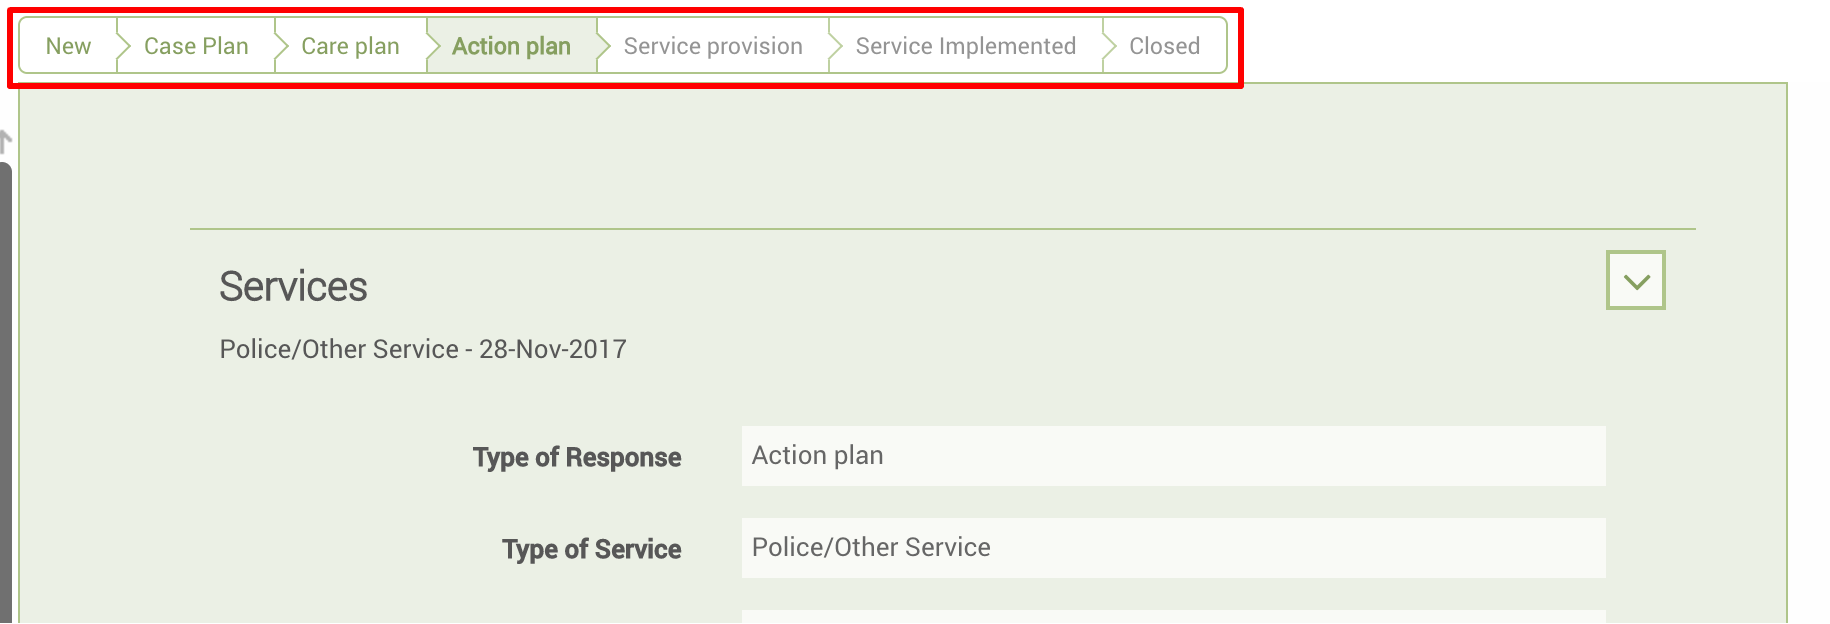 New Case Plan Care plan Action plan Service provision Service Implemented Closed
Services
Police/Other Service - 28-Nov-2017
Type of Response Action plan
Type of Service Police/Other Service